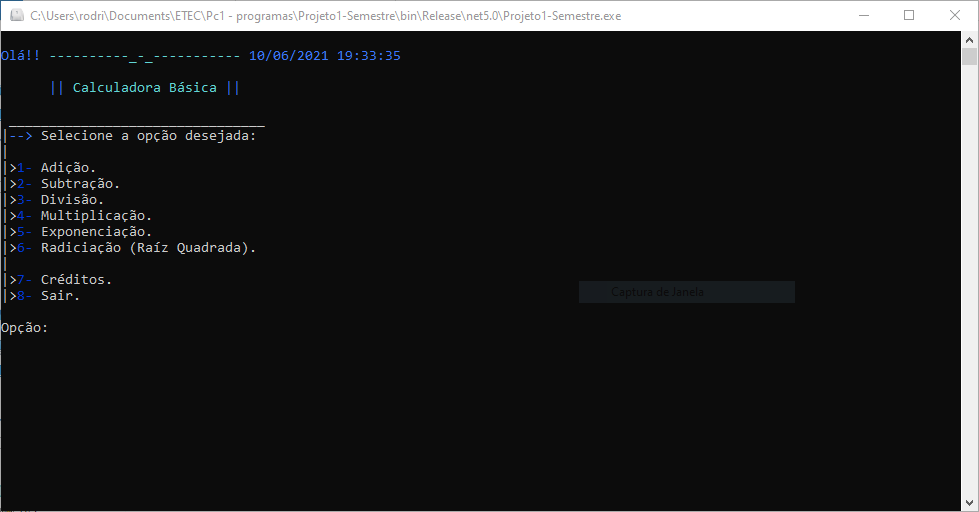 C:\Users\rodri\Documents\ETEC\Pc1 - programas\Projeto1-Semestre\bin\Release\net5.0\Projeto1-Semestre.exe
Olá!! ----------_-_----------- 10/06/2021 19:33:35
|| Calculadora Básica ||
________________________________
|--> Selecione a opção desejada:
|
|>1- Adição.
|>2- Subtração.
|>3- Divisão.
|>4- Multiplicação.
|>5- Exponenciação.
|>6- Radiciação (Raíz Quadrada).
|
|>7- Créditos.
|>8- Sair.
Captura de Janela
Opção: